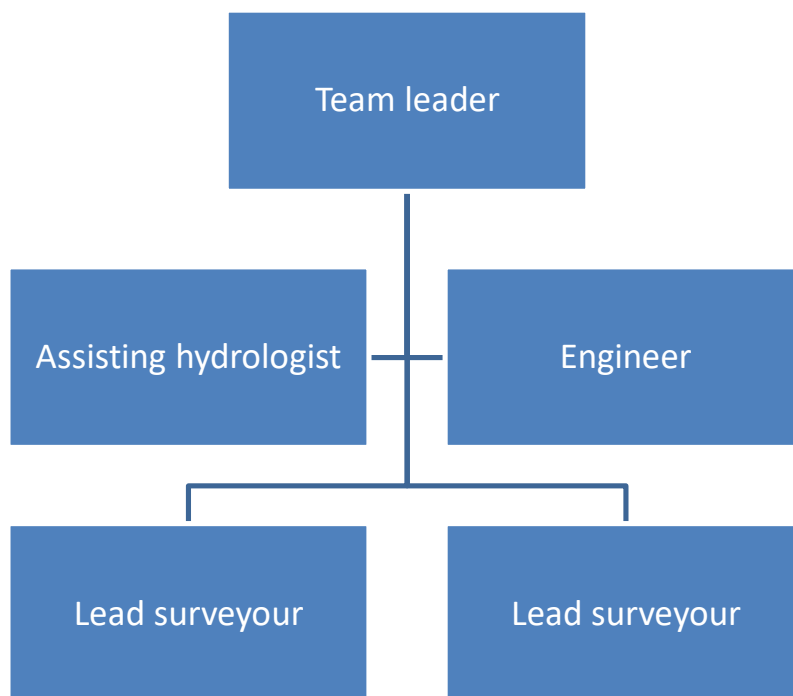 Team leader
Assisting hydrologist
Engineer
Lead surveyour
Lead surveyour